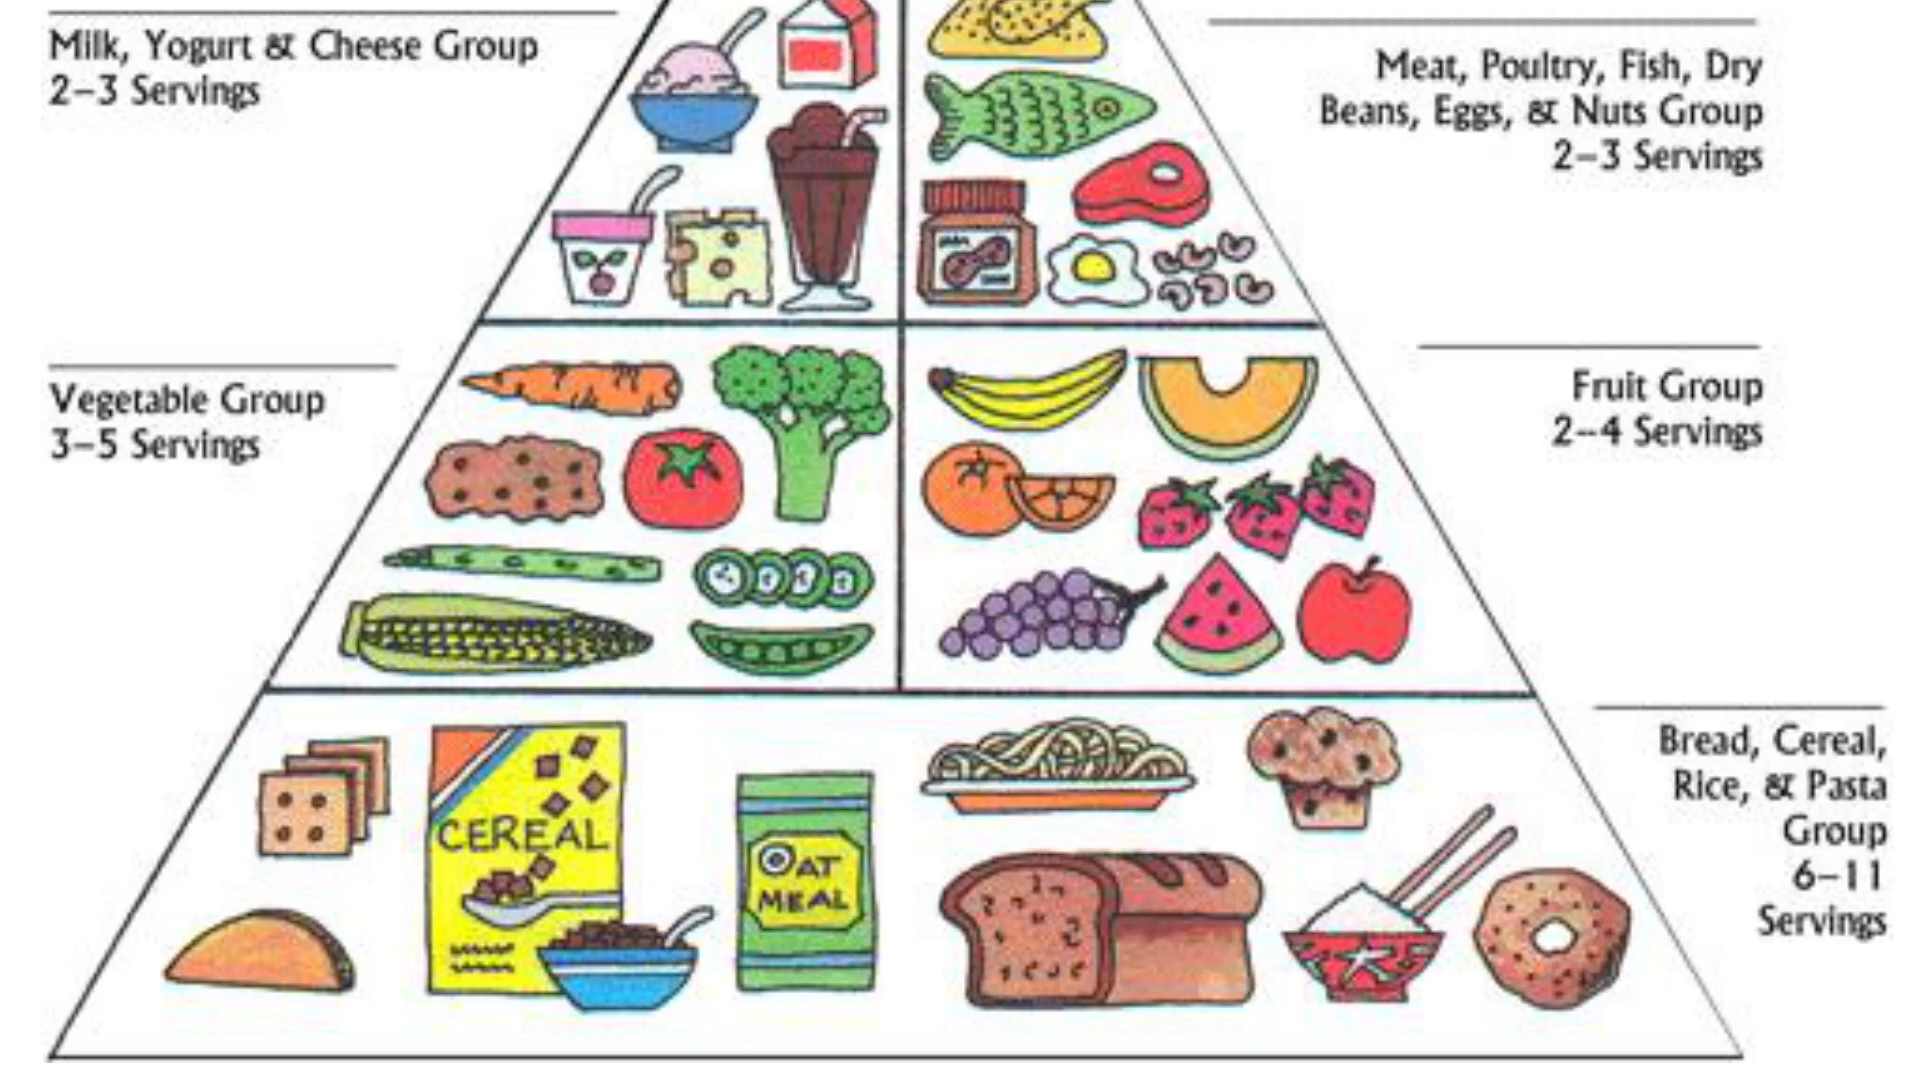 Milk, Yogurt & Cheese Group
2–3 Servings
Meat, Poultry, Fish, Dry
Beans, Eggs, & Nuts Group
2–3 Servings
Vegetable Group
3–5 Servings
Fruit Group
2–4 Servings
Bread, Cereal,
Rice, & Pasta
Group
6–11
Servings
CEREAL
OAT
MEAL